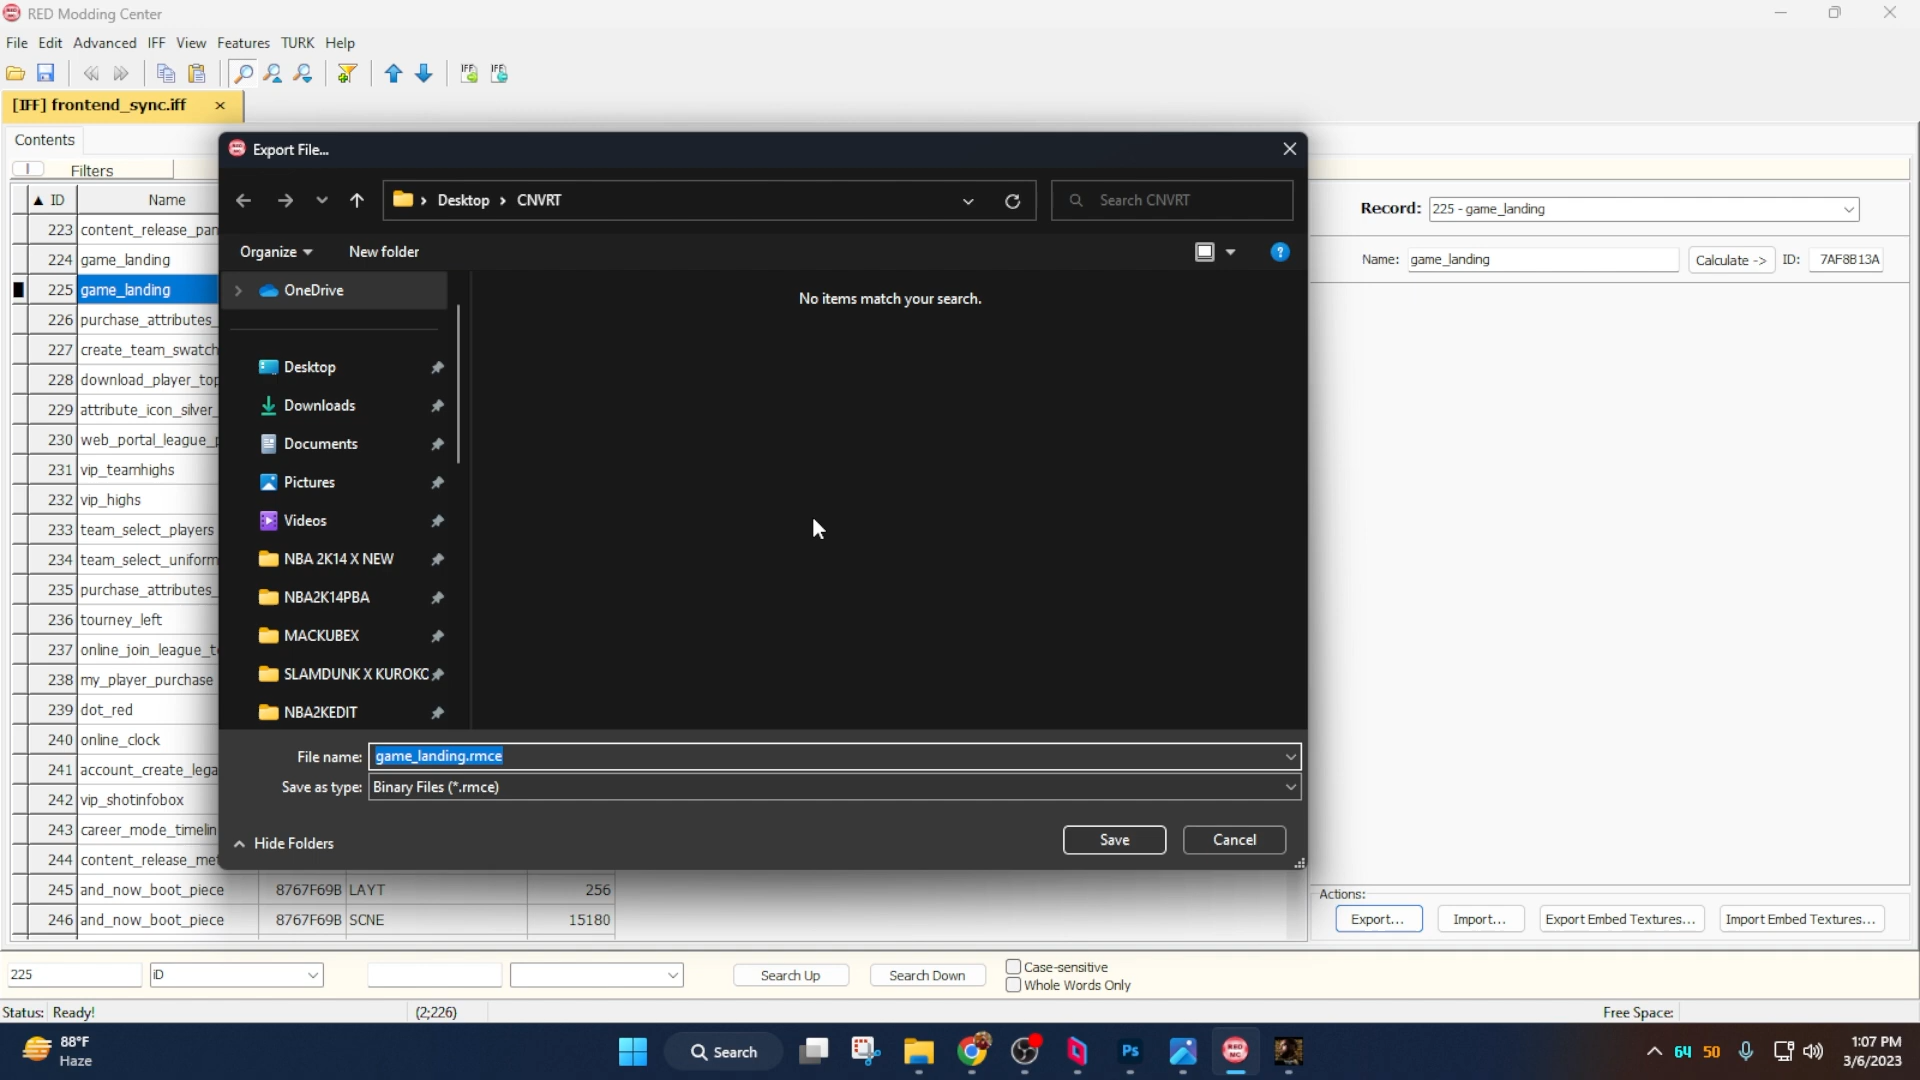 RED Modding Center
File Edit Advanced IFF View Features TURK Help
[IFF] frontend_sync.iff ×
Contents
Filters
ID Name
223 content_release_pan
224 game_landing
225 game_landing
226 purchase_attributes_
227 create_team_swatch
228 download_player_top
229 attribute_icon_silver_
230 web_portal_league_p
231 vip_teamhighs
232 vip_highs
233 team_select_players
234 team_select_uniform
235 purchase_attributes_
236 tourney_left
237 online_join_league_t
238 my_player_purchase
239 dot_red
240 online_clock
241 account_create_lega
242 vip_shotinfobox
243 career_mode_timelin
244 content_release_me
245 and_now_boot_piece 8767F69B LAYT 256
246 and_now_boot_piece 8767F69B SCNE 15180
Export File...
Desktop › CNVRT
Search CNVRT
Organize New folder
OneDrive
Desktop
Downloads
Documents
Pictures
Videos
NBA 2K14 X NEW
NBA2K14PBA
MACKUBEX
SLAMDUNK X KUROKC
NBA2KEDIT
No items match your search.
File name: game_landing.rmce
Save as type: Binary Files (*.rmce)
Hide Folders
Save Cancel
Record: 225 - game_landing
Name: game_landing Calculate -> ID: 7AF8B13A
Actions:
Export... Import... Export Embed Textures... Import Embed Textures...
225 iD Search Up Search Down
Case-sensitive
Whole Words Only
Status: Ready! (2;226) Free Space:
88°F
Haze
Search
Ps
64 50
1:07 PM
3/6/2023